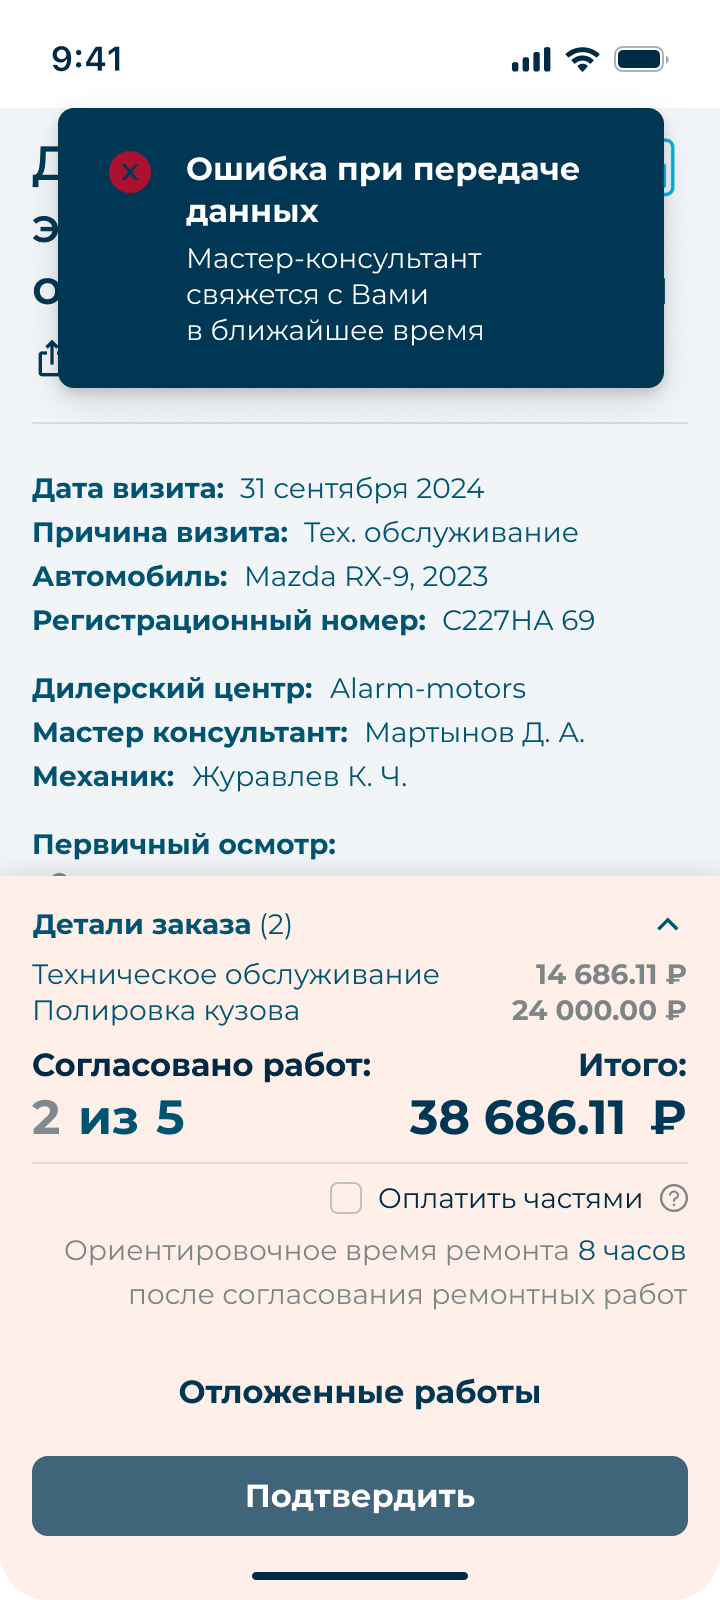 9:41
Ошибка при передаче
данных
Мастер-консультант
свяжется с Вами
в ближайшее время
Дата визита: 31 сентября 2024
Причина визита: Тех. обслуживание
Автомобиль: Mazda RX-9, 2023
Регистрационный номер: С227НА 69
Дилерский центр: Alarm-motors
Мастер консультант: Мартынов Д. А.
Механик: Журавлев К. Ч.
Первичный осмотр:
Детали заказа (2)
Техническое обслуживание 14 686.11 ₽
Полировка кузова 24 000.00 ₽
Согласовано работ: Итого:
2 из 5 38 686.11 ₽
Оплатить частями ?
Ориентировочное время ремонта 8 часов
после согласования ремонтных работ
Отложенные работы
Подтвердить